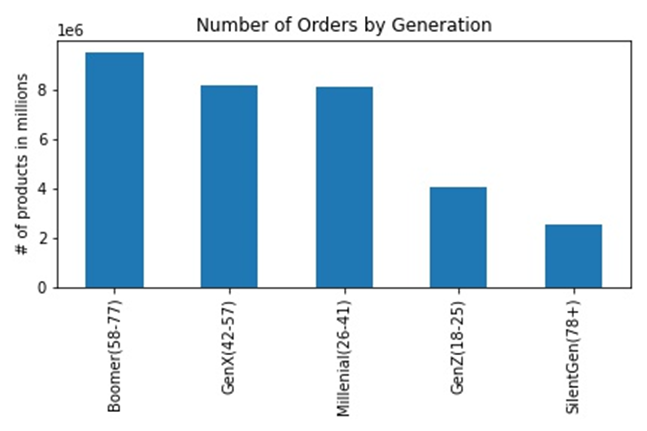 Number of Orders by Generation
1e6
# of products in millions
8
6
4
2
0
Boomer(58-77)
GenX(42-57)
Millenial(26-41)
GenZ(18-25)
SilentGen(78+)